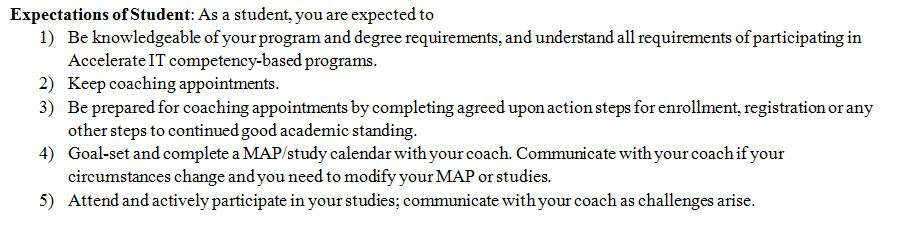 Expectations of Student: As a student, you are expected to
1) Be knowledgeable of your program and degree requirements, and understand all requirements of participating in
Accelerate IT competency-based programs.
2) Keep coaching appointments.
3) Be prepared for coaching appointments by completing agreed upon action steps for enrollment, registration or any
other steps to continued good academic standing.
4) Goal-set and complete a MAP/study calendar with your coach. Communicate with your coach if your
circumstances change and you need to modify your MAP or studies.
5) Attend and actively participate in your studies; communicate with your coach as challenges arise.